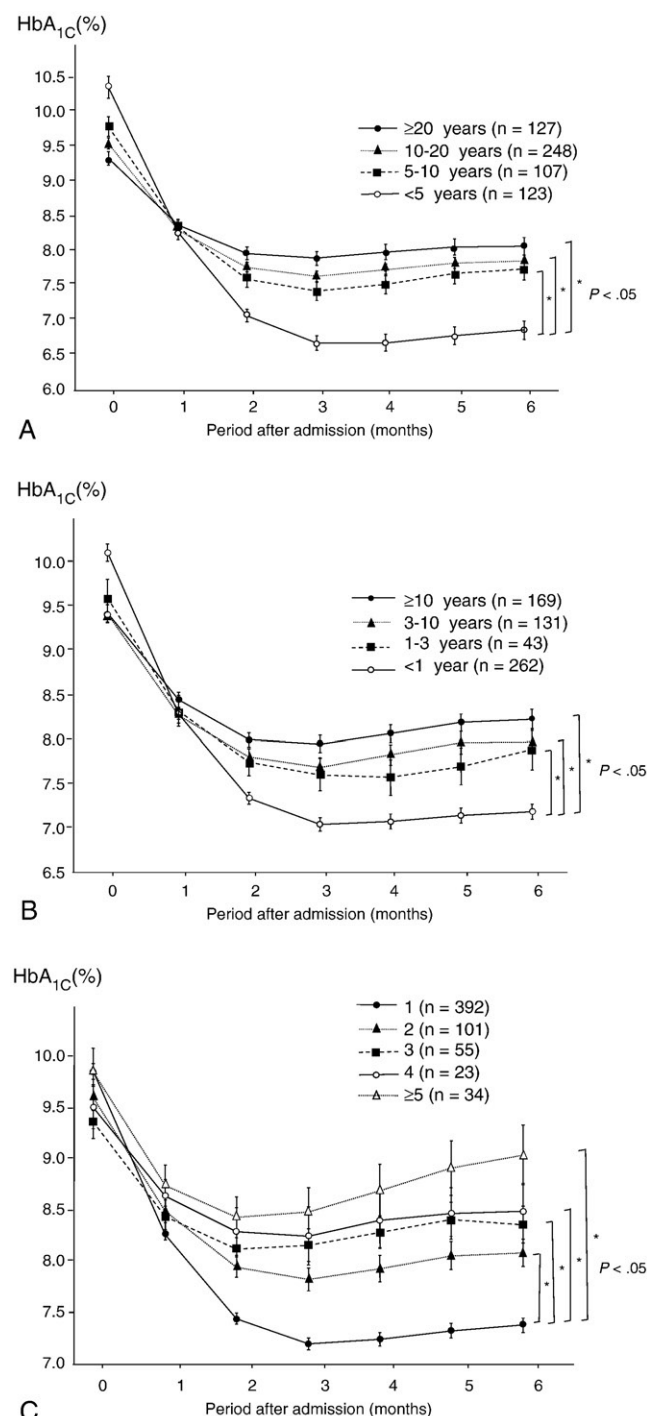 HbA1C(%)
10.5
10.0
9.5
9.0
8.5
8.0
7.5
7.0
6.5
6.0
≥20 years (n = 127)
10-20 years (n = 248)
5-10 years (n = 107)
<5 years (n = 123)
* * * P < .05
0 1 2 3 4 5 6
Period after admission (months)
A
HbA1C(%)
10.0
9.5
9.0
8.5
8.0
7.5
7.0
6.5
≥10 years (n = 169)
3-10 years (n = 131)
1-3 years (n = 43)
<1 year (n = 262)
* * * P < .05
0 1 2 3 4 5 6
Period after admission (months)
B
HbA1C(%)
10.0
9.5
9.0
8.5
8.0
7.5
7.0
1 (n = 392)
2 (n = 101)
3 (n = 55)
4 (n = 23)
≥5 (n = 34)
* * * * P < .05
0 1 2 3 4 5 6
Period after admission (months)
C